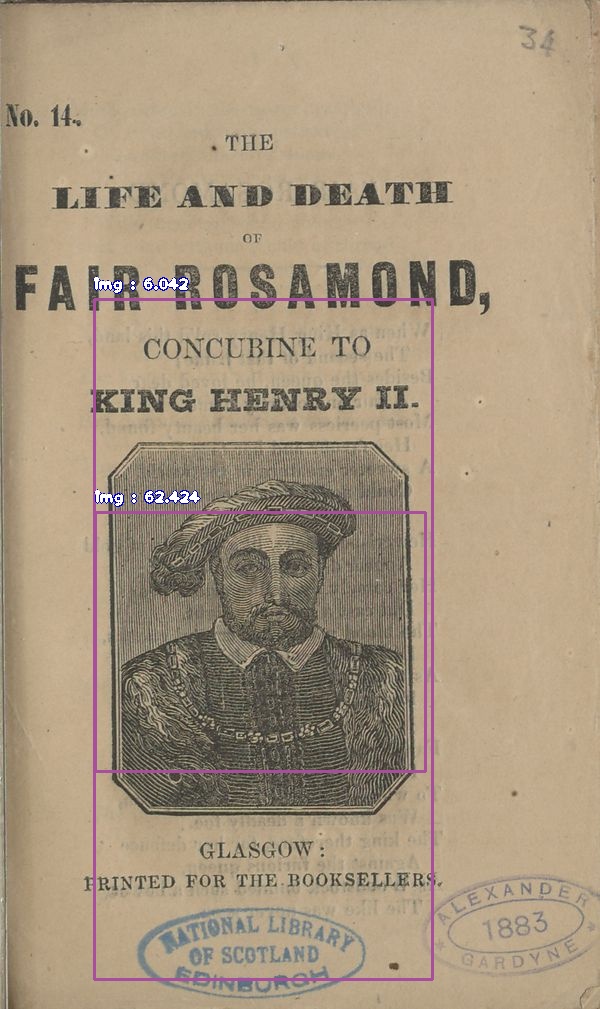 34
No. 14.
THE
LIFE AND DEATH
OF
FAIR ROSAMOND,
img : 6.042
CONCUBINE TO
KING HENRY II.
img : 62.424
GLASGOW:
PRINTED FOR THE BOOKSELLERS.
ALEXANDER
1883
GARDYNE
NATIONAL LIBRARY
OF SCOTLAND
EDINBURGH